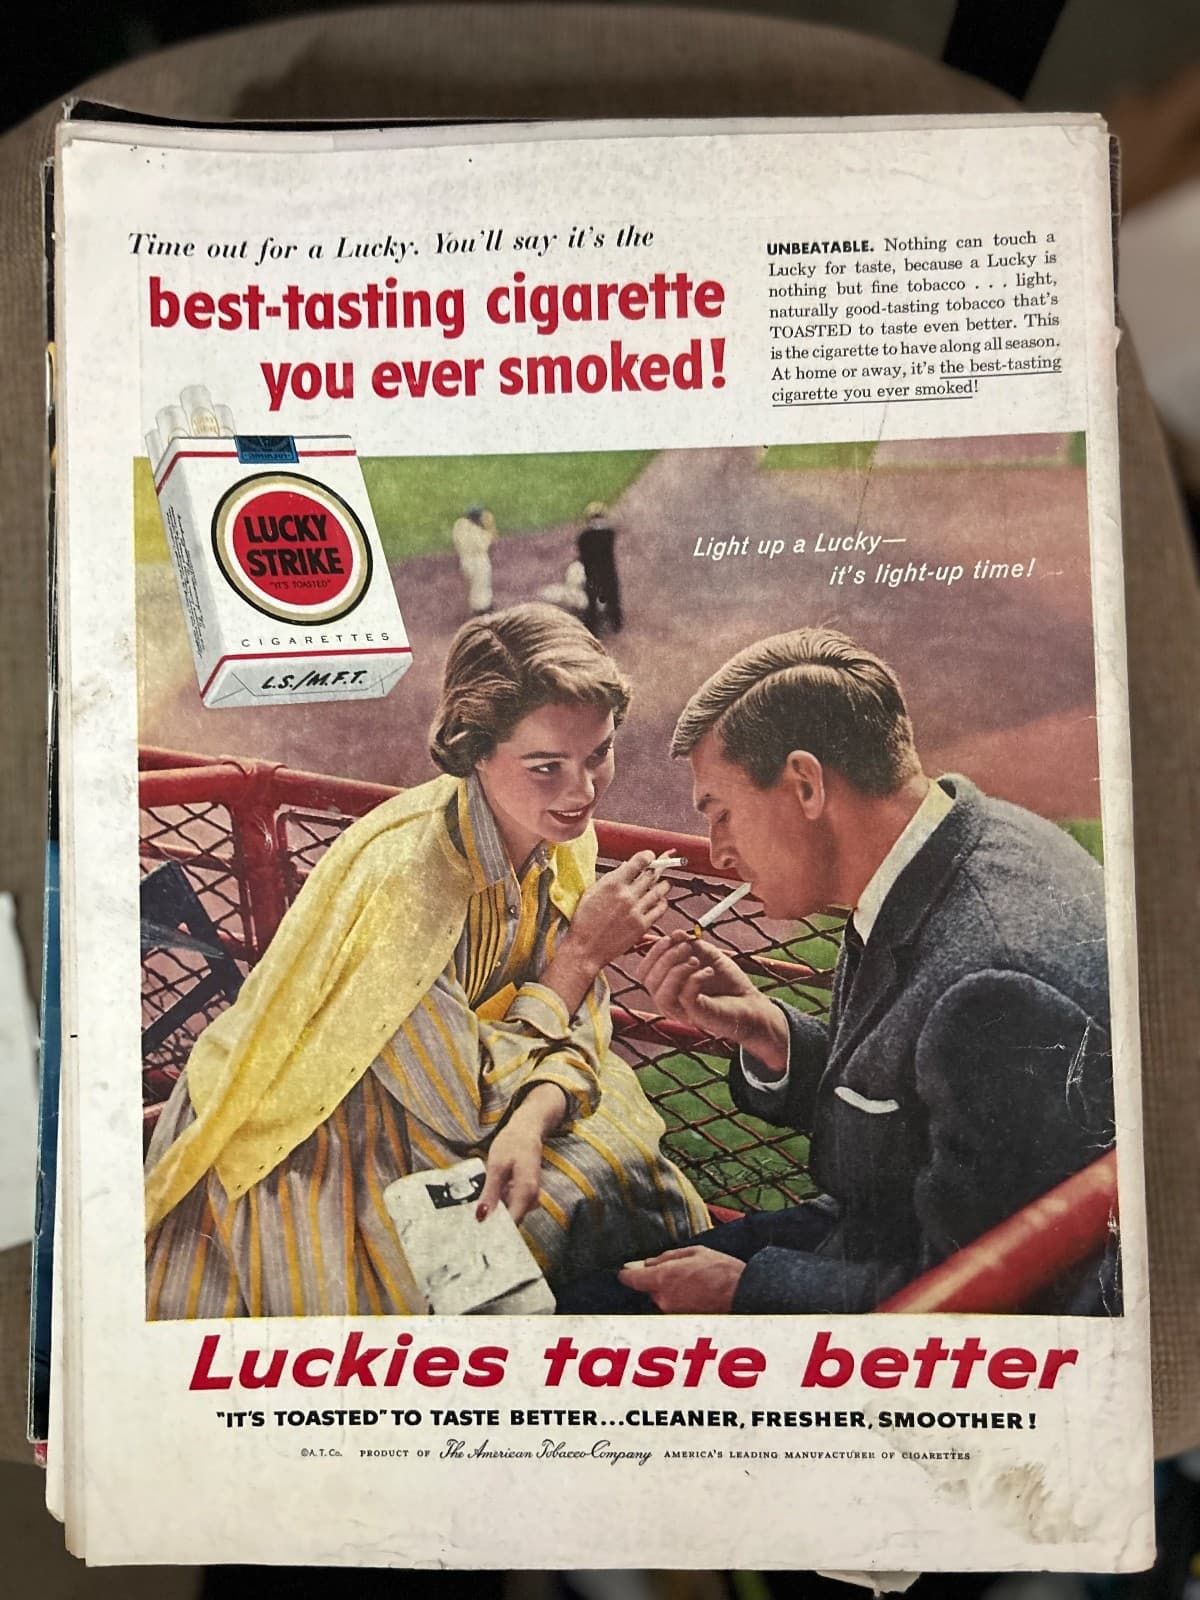 Time out for a Lucky. You'll say it's the
best-tasting cigarette
you ever smoked!
UNBEATABLE. Nothing can touch a
Lucky for taste, because a Lucky is
nothing but fine tobacco . . . light,
naturally good-tasting tobacco that's
TOASTED to taste even better. This
is the cigarette to have along all season.
At home or away, it's the best-tasting
cigarette you ever smoked!
LUCKY
STRIKE
"IT'S TOASTED"
CIGARETTES
L.S./M.F.T.
Light up a Lucky—
it's light-up time!
Luckies taste better
"IT'S TOASTED" TO TASTE BETTER...CLEANER, FRESHER, SMOOTHER!
©A.T.Co. PRODUCT OF The American Tobacco Company AMERICA'S LEADING MANUFACTURER OF CIGARETTES